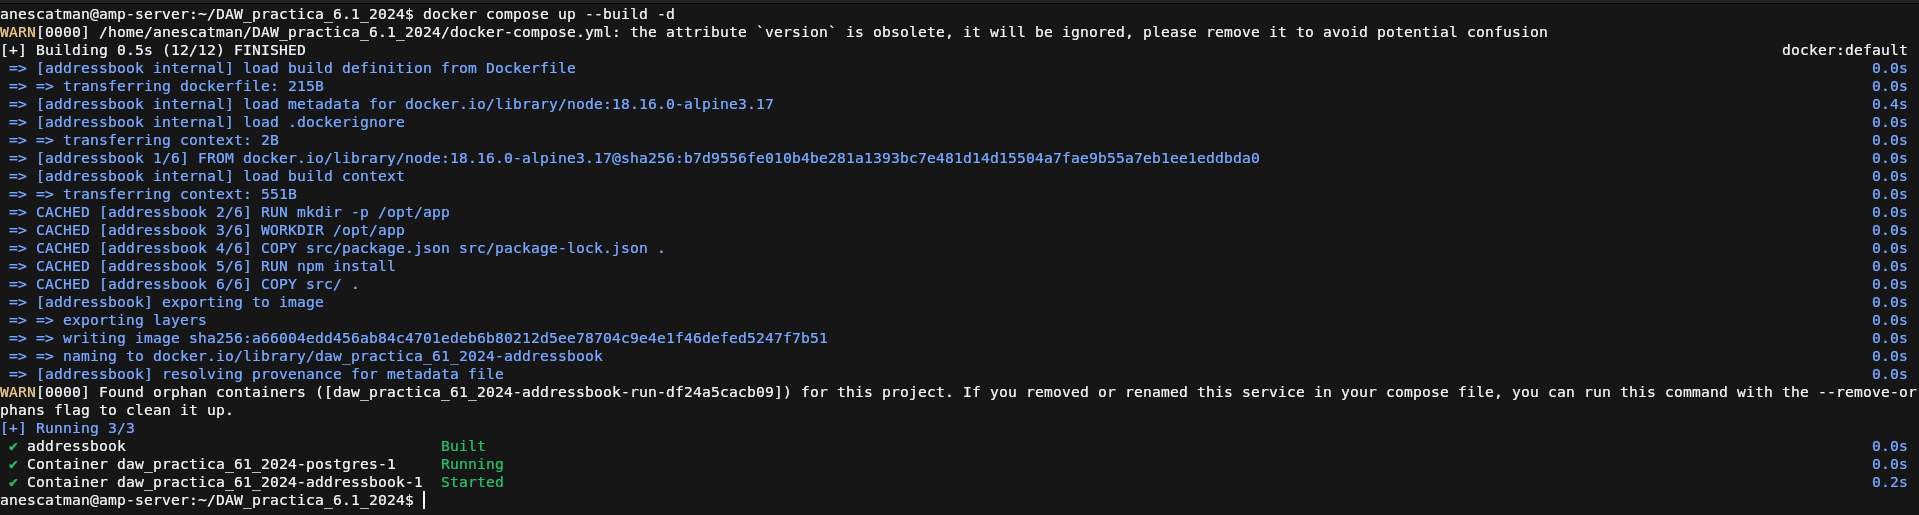 anescatman@amp-server:~/DAW_practica_6.1_2024$ docker compose up --build -d
WARN[0000] /home/anescatman/DAW_practica_6.1_2024/docker-compose.yml: the attribute `version` is obsolete, it will be ignored, please remove it to avoid potential confusion
[+] Building 0.5s (12/12) FINISHED docker:default
=> [addressbook internal] load build definition from Dockerfile 0.0s
=> => transferring dockerfile: 215B 0.0s
=> [addressbook internal] load metadata for docker.io/library/node:18.16.0-alpine3.17 0.4s
=> [addressbook internal] load .dockerignore 0.0s
=> => transferring context: 2B 0.0s
=> [addressbook 1/6] FROM docker.io/library/node:18.16.0-alpine3.17@sha256:b7d9556fe010b4be281a1393bc7e481d14d15504a7fae9b55a7eb1ee1eddbda0 0.0s
=> [addressbook internal] load build context 0.0s
=> => transferring context: 551B 0.0s
=> CACHED [addressbook 2/6] RUN mkdir -p /opt/app 0.0s
=> CACHED [addressbook 3/6] WORKDIR /opt/app 0.0s
=> CACHED [addressbook 4/6] COPY src/package.json src/package-lock.json . 0.0s
=> CACHED [addressbook 5/6] RUN npm install 0.0s
=> CACHED [addressbook 6/6] COPY src/ . 0.0s
=> [addressbook] exporting to image 0.0s
=> => exporting layers 0.0s
=> => writing image sha256:a66004edd456ab84c4701edeb6b80212d5ee78704c9e4e1f46defed5247f7b51 0.0s
=> => naming to docker.io/library/daw_practica_61_2024-addressbook 0.0s
=> [addressbook] resolving provenance for metadata file 0.0s
WARN[0000] Found orphan containers ([daw_practica_61_2024-addressbook-run-df24a5cacb09]) for this project. If you removed or renamed this service in your compose file, you can run this command with the --remove-or
phans flag to clean it up.
[+] Running 3/3
✔ addressbook Built 0.0s
✔ Container daw_practica_61_2024-postgres-1 Running 0.0s
✔ Container daw_practica_61_2024-addressbook-1 Started 0.2s
anescatman@amp-server:~/DAW_practica_6.1_2024$